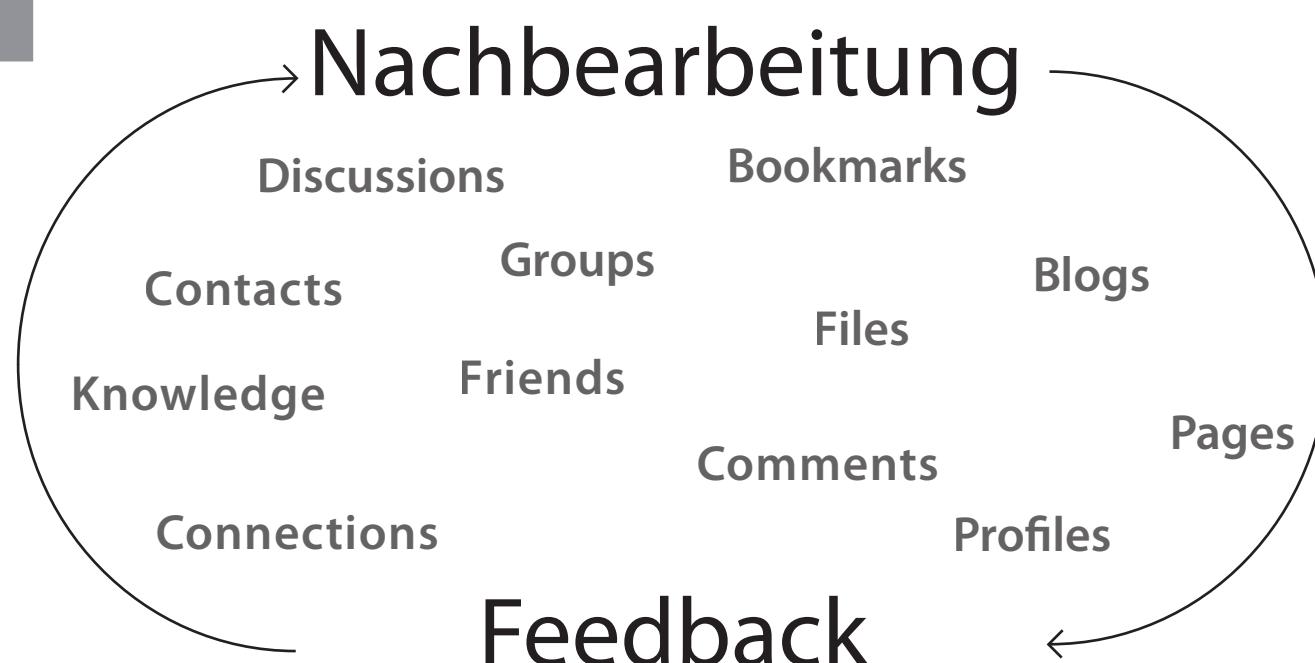 Nachbearbeitung
Discussions
Bookmarks
Groups
Contacts
Blogs
Files
Friends
Knowledge
Pages
Comments
Connections
Profiles
Feedback